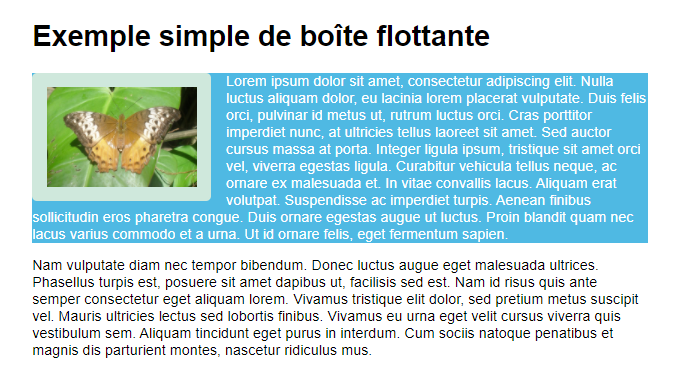 Exemple simple de boîte flottante
Lorem ipsum dolor sit amet, consectetur adipiscing elit. Nulla
luctus aliquam dolor, eu lacinia lorem placerat vulputate. Duis felis
orci, pulvinar id metus ut, rutrum luctus orci. Cras porttitor
imperdiet nunc, at ultricies tellus laoreet sit amet. Sed auctor
cursus massa at porta. Integer ligula ipsum, tristique sit amet orci
vel, viverra egestas ligula. Curabitur vehicula tellus neque, ac
ornare ex malesuada et. In vitae convallis lacus. Aliquam erat
volutpat. Suspendisse ac imperdiet turpis. Aenean finibus
sollicitudin eros pharetra congue. Duis ornare egestas augue ut luctus. Proin blandit quam nec
lacus varius commodo et a urna. Ut id ornare felis, eget fermentum sapien.
Nam vulputate diam nec tempor bibendum. Donec luctus augue eget malesuada ultrices.
Phasellus turpis est, posuere sit amet dapibus ut, facilisis sed est. Nam id risus quis ante
semper consectetur eget aliquam lorem. Vivamus tristique elit dolor, sed pretium metus suscipit
vel. Mauris ultricies lectus sed lobortis finibus. Vivamus eu urna eget velit cursus viverra quis
vestibulum sem. Aliquam tincidunt eget purus in interdum. Cum sociis natoque penatibus et
magnis dis parturient montes, nascetur ridiculus mus.